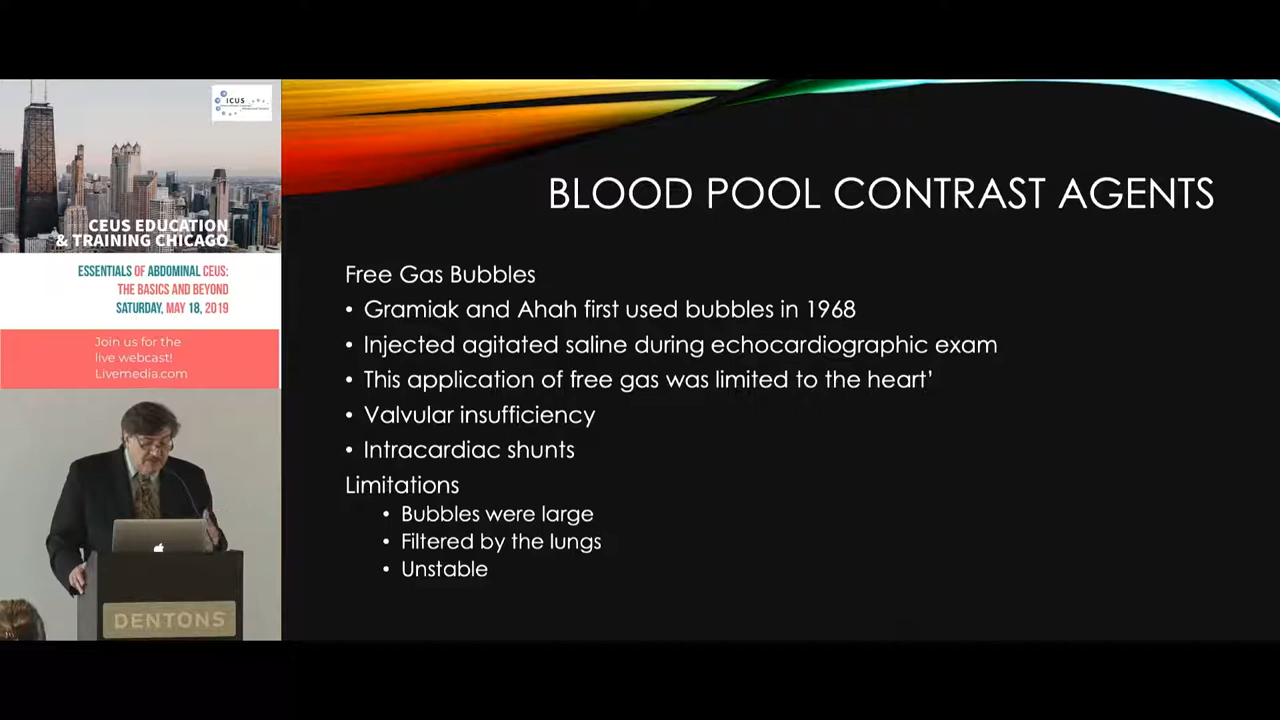 ICUS
CEUS EDUCATION
& TRAINING CHICAGO
ESSENTIALS OF ABDOMINAL CEUS:
THE BASICS AND BEYOND
SATURDAY, MAY 18, 2019
Join us for the
live webcast!
Livemedia.com
DENTONS
BLOOD POOL CONTRAST AGENTS
Free Gas Bubbles
• Gramiak and Ahah first used bubbles in 1968
• Injected agitated saline during echocardiographic exam
• This application of free gas was limited to the heart’
• Valvular insufficiency
• Intracardiac shunts
Limitations
• Bubbles were large
• Filtered by the lungs
• Unstable